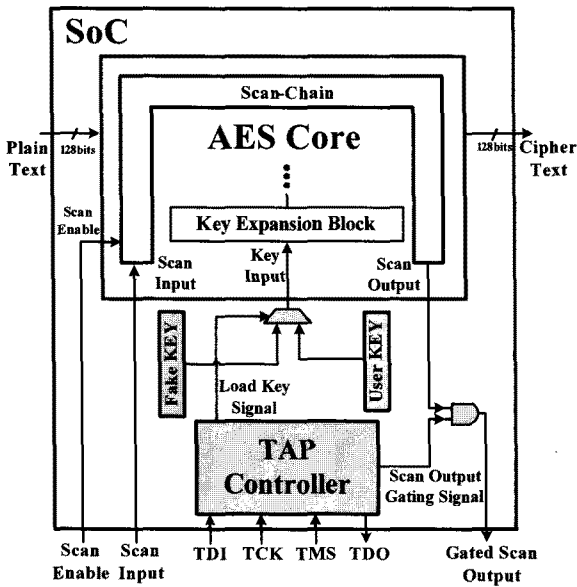 SoC
Scan-Chain
AES Core
Plain
Text
128bits
128bits
Cipher
Text
Key Expansion Block
Scan
Enable
Scan
Input
Key
Input
Scan
Output
Fake KEY
User KEY
Load Key
Signal
TAP
Controller
Scan Output
Gating Signal
Scan
Enable
Scan
Input
TDI
TCK
TMS
TDO
Gated Scan
Output